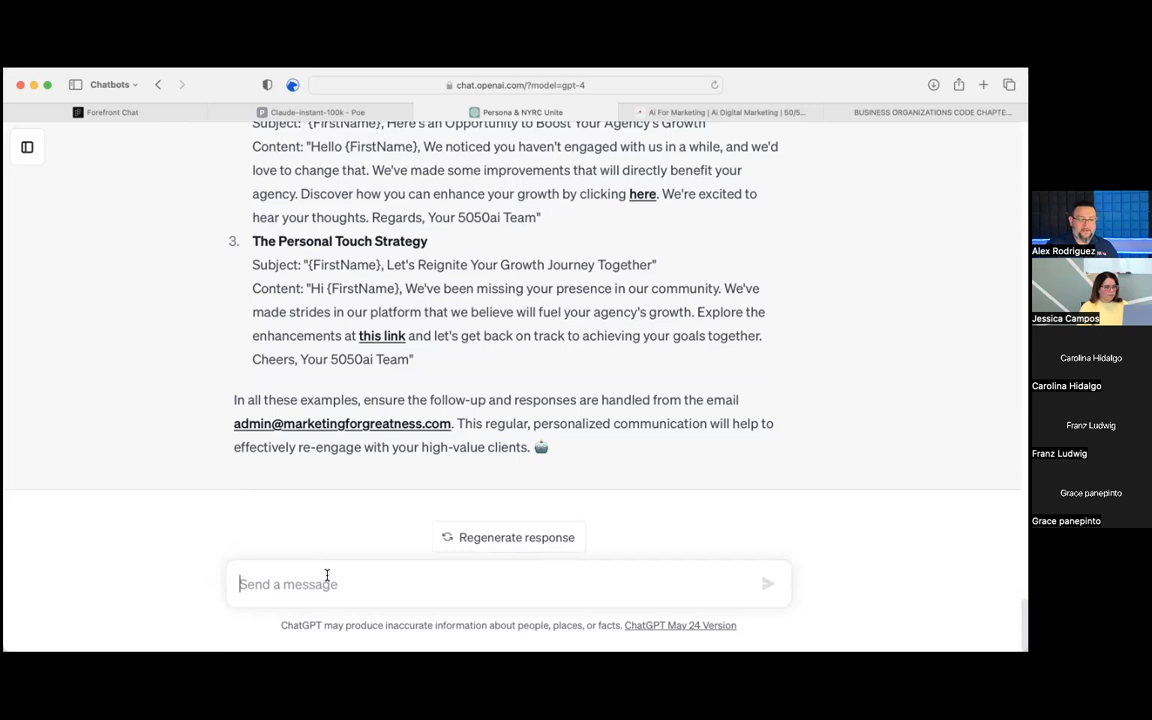 Chatbots
chat.openai.com/?model=gpt-4
Forefront Chat
Claude-instant-100k - Poe
Persona & NYRC Unite
Ai For Marketing | Ai Digital Marketing | 50/5...
BUSINESS ORGANIZATIONS CODE CHAPTE...
Subject: "{FirstName}, Here's an Opportunity to Boost Your Agency's Growth"
Content: "Hello {FirstName}, We noticed you haven't engaged with us in a while, and we'd
love to change that. We've made some improvements that will directly benefit your
agency. Discover how you can enhance your growth by clicking here. We're excited to
hear your thoughts. Regards, Your 5050ai Team"
3. The Personal Touch Strategy
Subject: "{FirstName}, Let's Reignite Your Growth Journey Together"
Content: "Hi {FirstName}, We've been missing your presence in our community. We've
made strides in our platform that we believe will fuel your agency's growth. Explore the
enhancements at this link and let's get back on track to achieving your goals together.
Cheers, Your 5050ai Team"
In all these examples, ensure the follow-up and responses are handled from the email
admin@marketingforgreatness.com. This regular, personalized communication will help to
effectively re-engage with your high-value clients.
Regenerate response
Send a message
ChatGPT may produce inaccurate information about people, places, or facts. ChatGPT May 24 Version
Alex Rodriguez
Jessica Campos
Carolina Hidalgo
Carolina Hidalgo
Franz Ludwig
Franz Ludwig
Grace panepinto
Grace panepinto